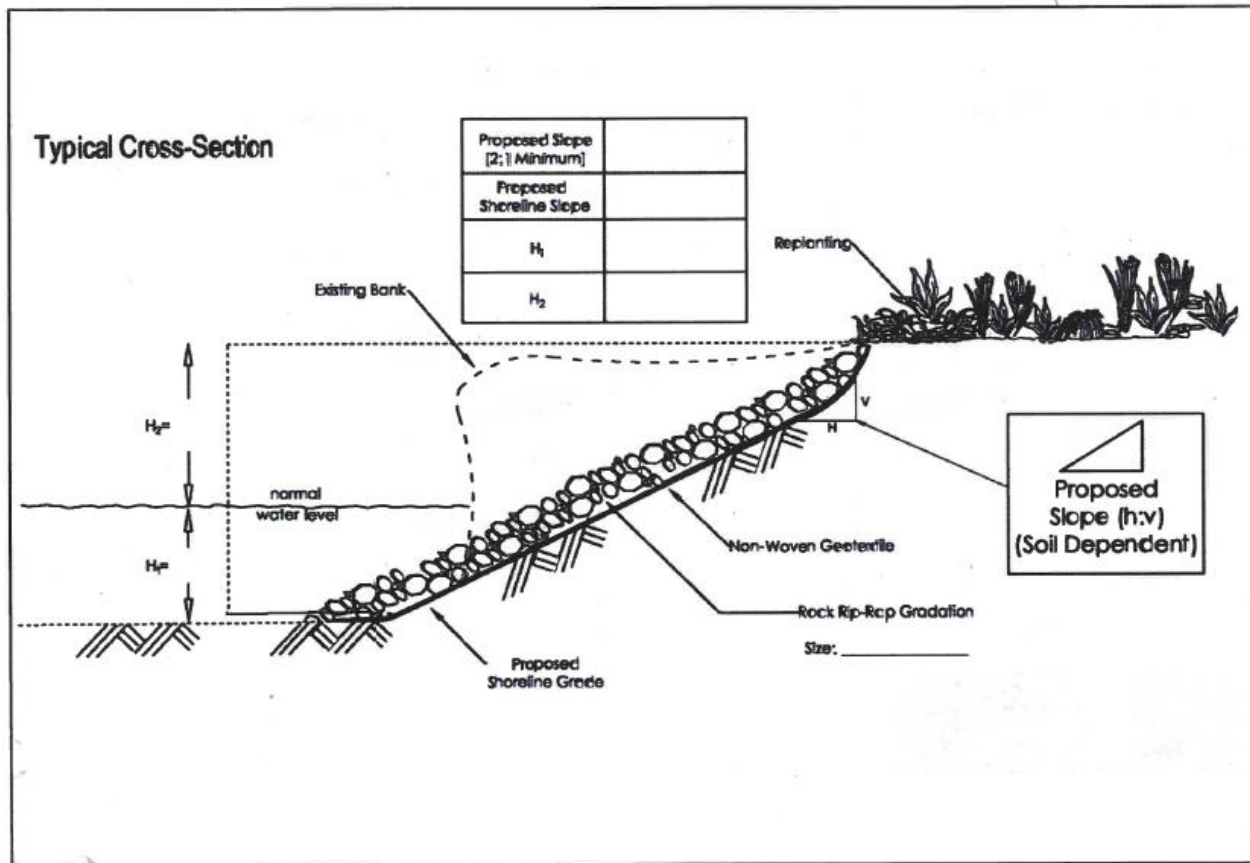 Typical Cross-Section
Proposed Slope
[2:1 Minimum]
Proposed
Shoreline Slope
H1
H2
Replanting
Existing Bank
H2=
V
H
normal
water level
Proposed
Slope (h:v)
(Soil Dependent)
Non-Woven Geotextile
H1=
Rock Rip-Rap Gradation
Size:
Proposed
Shoreline Grade